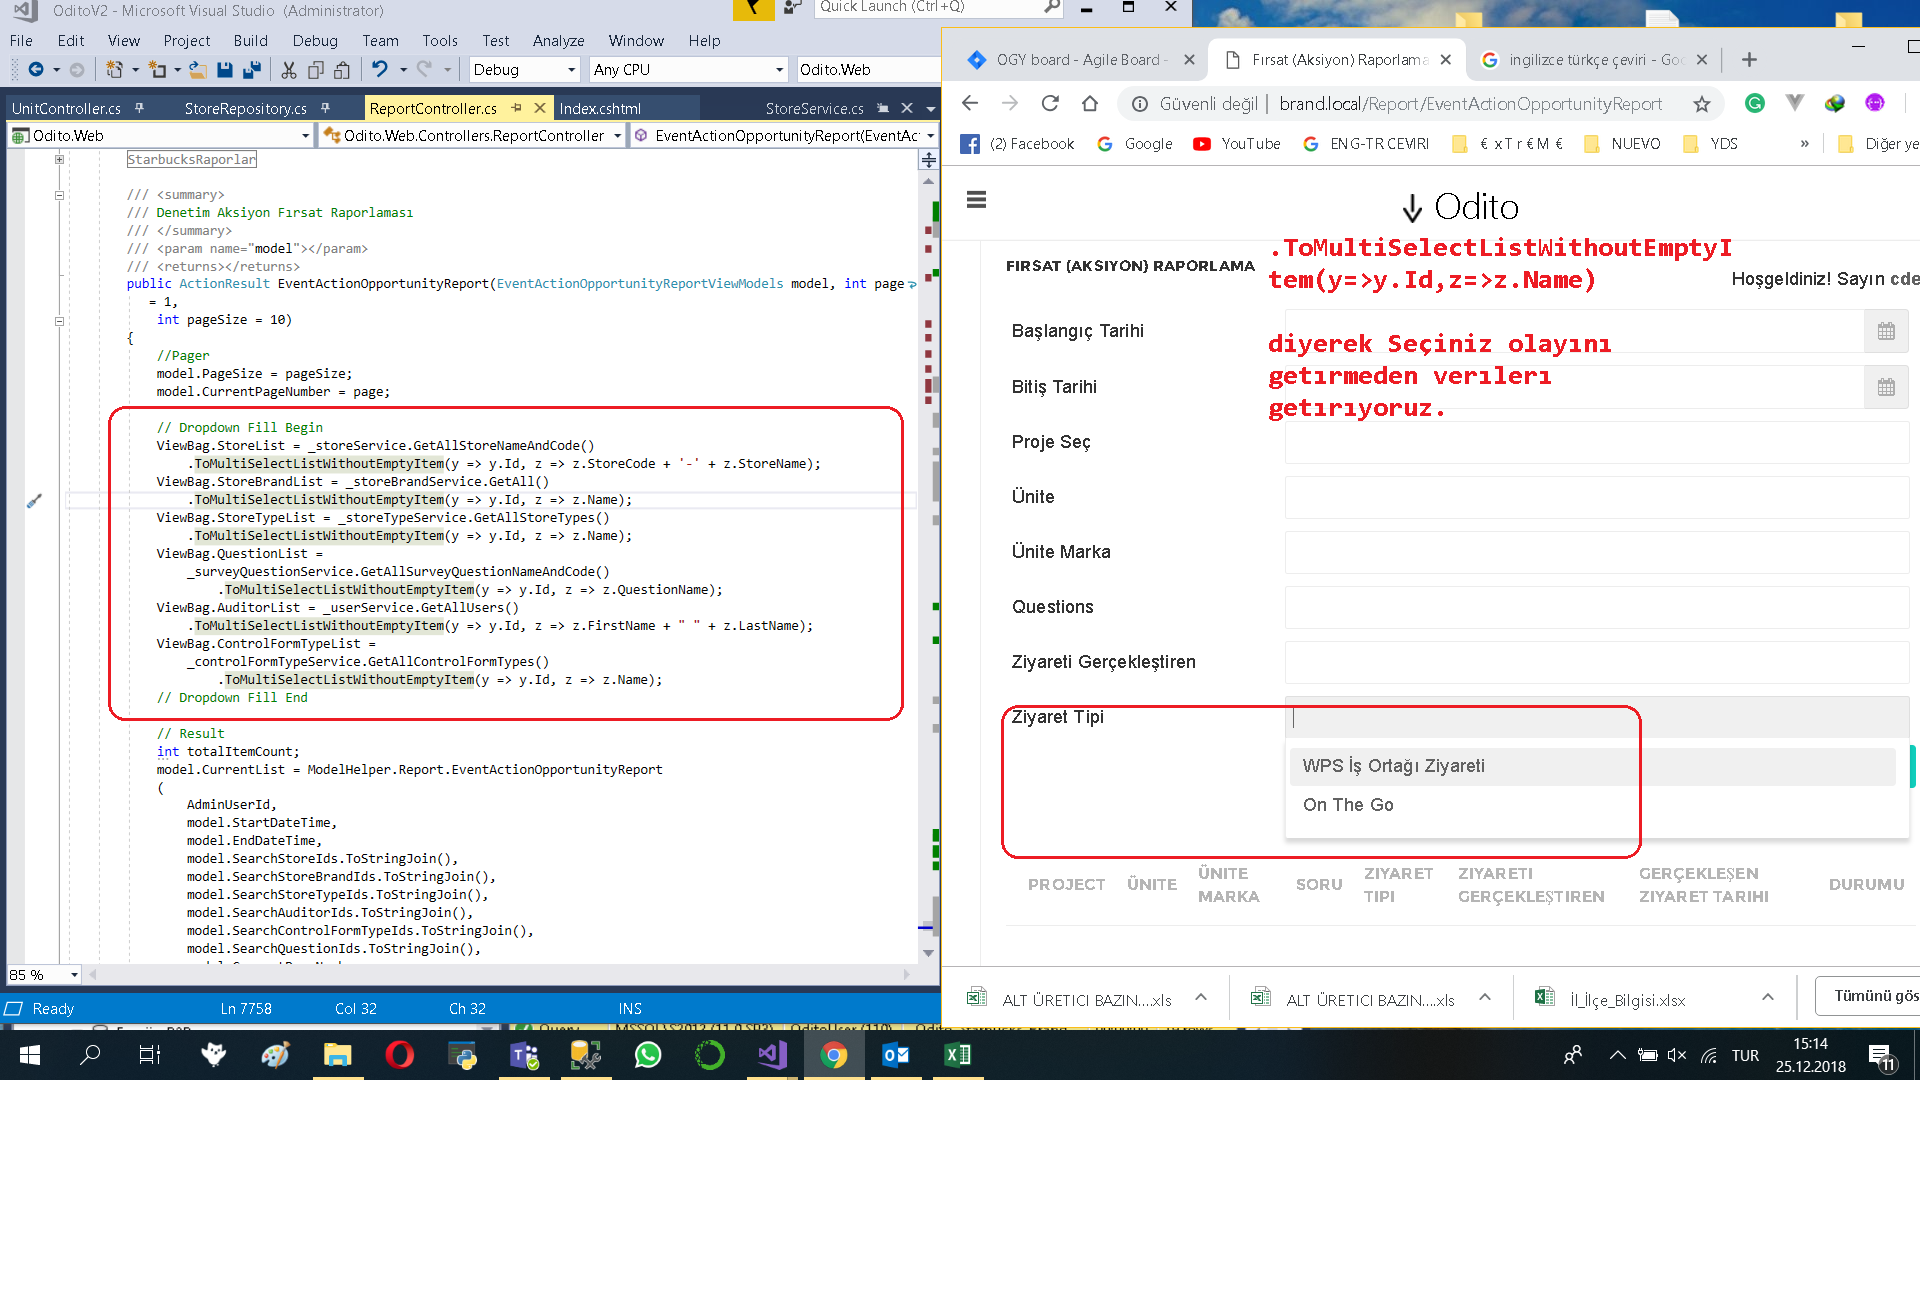 OditoV2 - Microsoft Visual Studio (Administrator)
Quick Launch (Ctrl+Q)
File Edit View Project Build Debug Team Tools Test Analyze Window Help
Debug Any CPU Odito.Web
UnitController.cs StoreRepository.cs ReportController.cs Index.cshtml StoreService.cs
Odito.Web Odito.Web.Controllers.ReportController EventActionOpportunityReport(EventAc
StarbucksRaporlar
/// <summary>
/// Denetim Aksiyon Fırsat Raporlaması
/// </summary>
/// <param name="model"></param>
/// <returns></returns>
public ActionResult EventActionOpportunityReport(EventActionOpportunityReportViewModels model, int page
= 1,
int pageSize = 10)
{
//Pager
model.PageSize = pageSize;
model.CurrentPageNumber = page;
// Dropdown Fill Begin
ViewBag.StoreList = _storeService.GetAllStoreNameAndCode()
.ToMultiSelectListWithoutEmptyItem(y => y.Id, z => z.StoreCode + '-' + z.StoreName);
ViewBag.StoreBrandList = _storeBrandService.GetAll()
.ToMultiSelectListWithoutEmptyItem(y => y.Id, z => z.Name);
ViewBag.StoreTypeList = _storeTypeService.GetAllStoreTypes()
.ToMultiSelectListWithoutEmptyItem(y => y.Id, z => z.Name);
ViewBag.QuestionList =
_surveyQuestionService.GetAllSurveyQuestionNameAndCode()
.ToMultiSelectListWithoutEmptyItem(y => y.Id, z => z.QuestionName);
ViewBag.AuditorList = _userService.GetAllUsers()
.ToMultiSelectListWithoutEmptyItem(y => y.Id, z => z.FirstName + " " + z.LastName);
ViewBag.ControlFormTypeList =
_controlFormTypeService.GetAllControlFormTypes()
.ToMultiSelectListWithoutEmptyItem(y => y.Id, z => z.Name);
// Dropdown Fill End
// Result
int totalItemCount;
model.CurrentList = ModelHelper.Report.EventActionOpportunityReport
(
AdminUserId,
model.StartDateTime,
model.EndDateTime,
model.SearchStoreIds.ToStringJoin(),
model.SearchStoreBrandIds.ToStringJoin(),
model.SearchStoreTypeIds.ToStringJoin(),
model.SearchAuditorIds.ToStringJoin(),
model.SearchControlFormTypeIds.ToStringJoin(),
model.SearchQuestionIds.ToStringJoin(),
85 %
Ready Ln 7758 Col 32 Ch 32 INS
OGY board - Agile Board - Fırsat (Aksiyon) Raporlama ingilizce türkçe çeviri - Goo
Güvenli değil | brand.local/Report/EventActionOpportunityReport
(2) Facebook Google YouTube ENG-TR CEVIRI € x T r € M € NUEVO YDS » Diğer ye
Odito
.ToMultiSelectListWithoutEmptyI
tem(y=>y.Id,z=>z.Name)
FIRSAT (AKSIYON) RAPORLAMA
Hoşgeldiniz! Sayın cde
diyerek Seçiniz olayını
getırmeden verılerı
getırıyoruz.
Başlangıç Tarihi
Bitiş Tarihi
Proje Seç
Ünite
Ünite Marka
Questions
Ziyareti Gerçekleştiren
Ziyaret Tipi
WPS İş Ortağı Ziyareti
On The Go
PROJECT ÜNITE ÜNITE MARKA SORU ZIYARET TIPI ZIYARETI GERÇEKLEŞTIREN GERÇEKLEŞEN ZIYARET TARIHI DURUMU
ALT ÜRETICI BAZIN....xls ALT ÜRETICI BAZIN....xls İl_İlçe_Bilgisi.xlsx Tümünü gös
TUR
15:14
25.12.2018
11